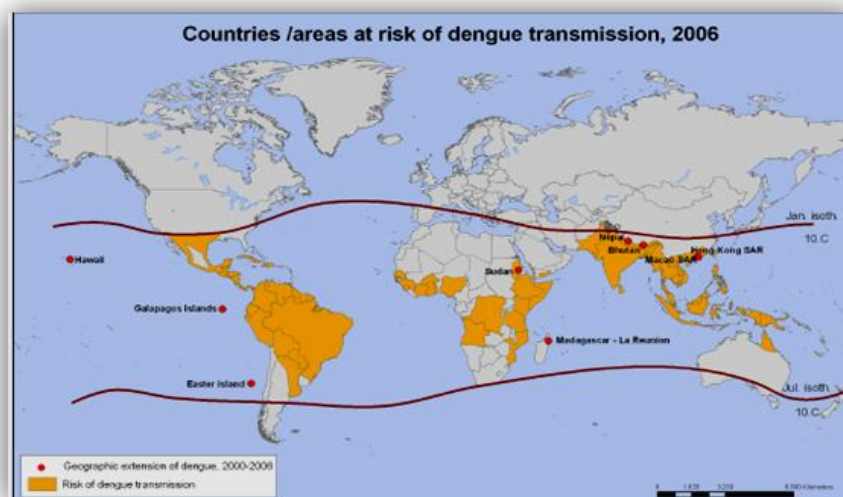 Countries /areas at risk of dengue transmission, 2006
Jan. isoth.
10.C
Nepal
Hong Kong SAR
Bhutan
Macao SAR
Hawaii
Sudan
Galapagos Islands
Madagascar - La Reunion
Easter Island
Jul. isoth.
10.C
Geographic extension of dengue, 2000-2006
Risk of dengue transmission